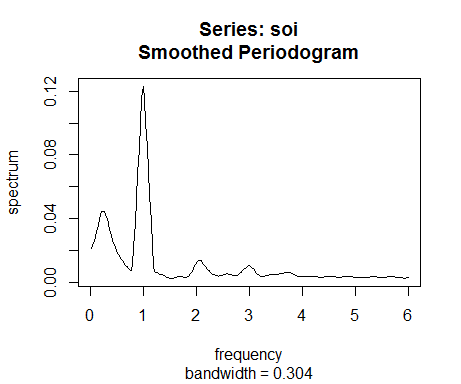 Series: soi
Smoothed Periodogram
spectrum
0.12
0.08
0.04
0.00
0 1 2 3 4 5 6
frequency
bandwidth = 0.304